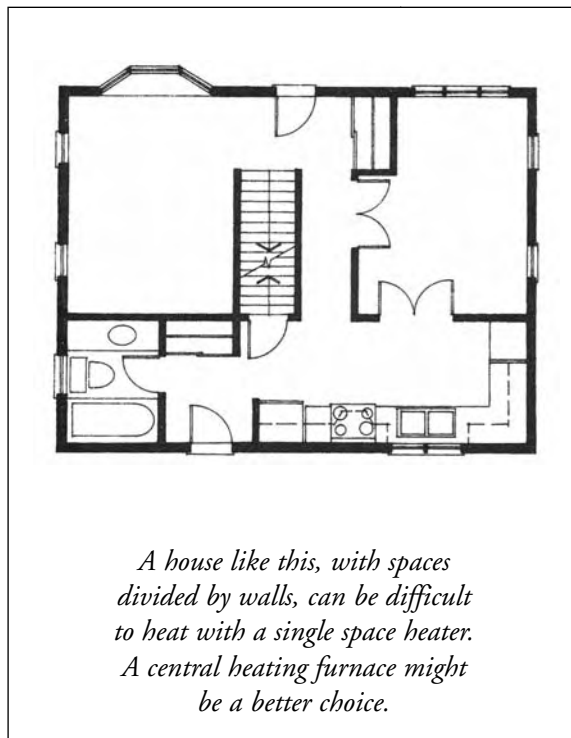 A house like this, with spaces
divided by walls, can be difficult
to heat with a single space heater.
A central heating furnace might
be a better choice.